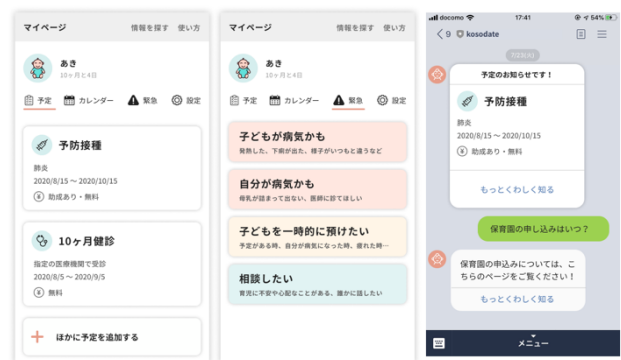 マイページ
情報を探す 使い方
あき
10ヶ月と4日
予定 カレンダー 緊急 設定
予防接種
肺炎
2020/8/15 ～ 2020/10/15
助成あり・無料
10ヶ月健診
指定の医療機関で受診
2020/8/5 ～ 2020/9/5
無料
ほかに予定を追加する
マイページ
情報を探す 使い方
あき
10ヶ月と4日
予定 カレンダー 緊急 設定
子どもが病気かも
発熱した、下痢が出た、様子がいつもと違うなど
自分が病気かも
母乳が詰まって出ない、医師に診てほしい
子どもを一時的に預けたい
予定がある時、自分が病気になった時、疲れた時…
相談したい
育児に不安や心配なことがある、誰かに話したい
docomo 17:41 54%
9 kosodate
7/23(木)
予定のお知らせです！
予防接種
肺炎
2020/8/15 ～ 2020/10/15
助成あり・無料
もっとくわしく知る
保育園の申し込みはいつ？
保育園の申込みについては、こ
ちらのページをご覧ください！
もっとくわしく知る
メニュー